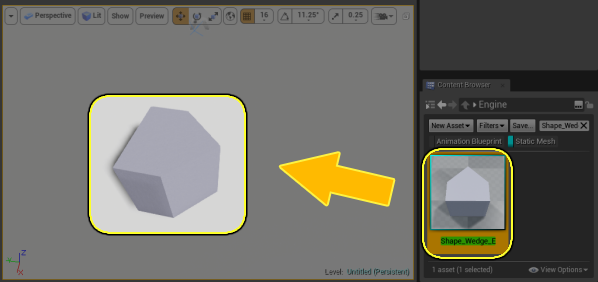 Perspective Lit Show Preview 16 11.25° 0.25
Content Browser
Engine
New Asset Filters Save... Shape_Wed
Animation Blueprint Static Mesh
Shape_Wedge_E
Level: Untitled (Persistent)
1 asset (1 selected) View Options
z
x